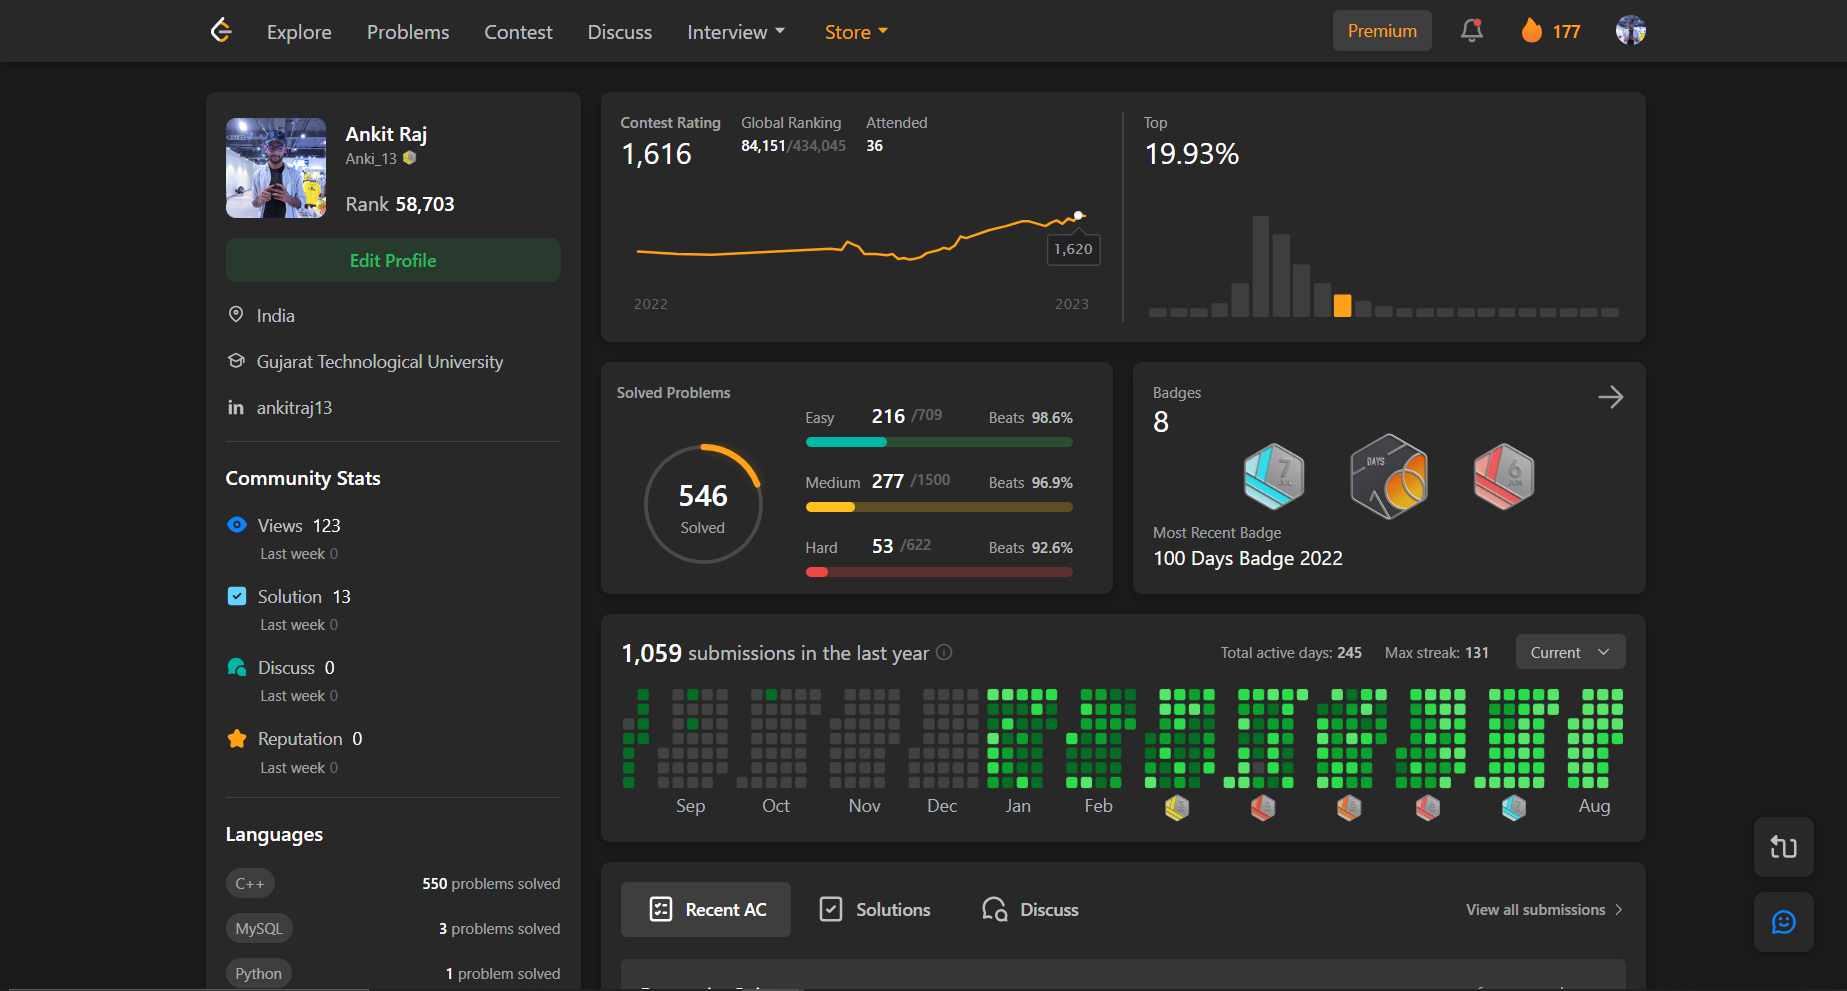 Explore Problems Contest Discuss Interview Store Premium 177
Ankit Raj
Anki_13
Rank 58,703
Edit Profile
India
Gujarat Technological University
in ankitraj13
Community Stats
Views 123
Last week 0
Solution 13
Last week 0
Discuss 0
Last week 0
Reputation 0
Last week 0
Languages
C++ 550 problems solved
MySQL 3 problems solved
Python 1 problem solved
Contest Rating Global Ranking Attended
1,616 84,151/434,045 36
1,620
2022 2023
Top
19.93%
Solved Problems
546
Solved
Easy 216 /709 Beats 98.6%
Medium 277 /1500 Beats 96.9%
Hard 53 /622 Beats 92.6%
Badges
8
7 JUL
DAYS
6 JUN
Most Recent Badge
100 Days Badge 2022
1,059 submissions in the last year Total active days: 245 Max streak: 131 Current
Sep Oct Nov Dec Jan Feb Aug
Recent AC Solutions Discuss View all submissions